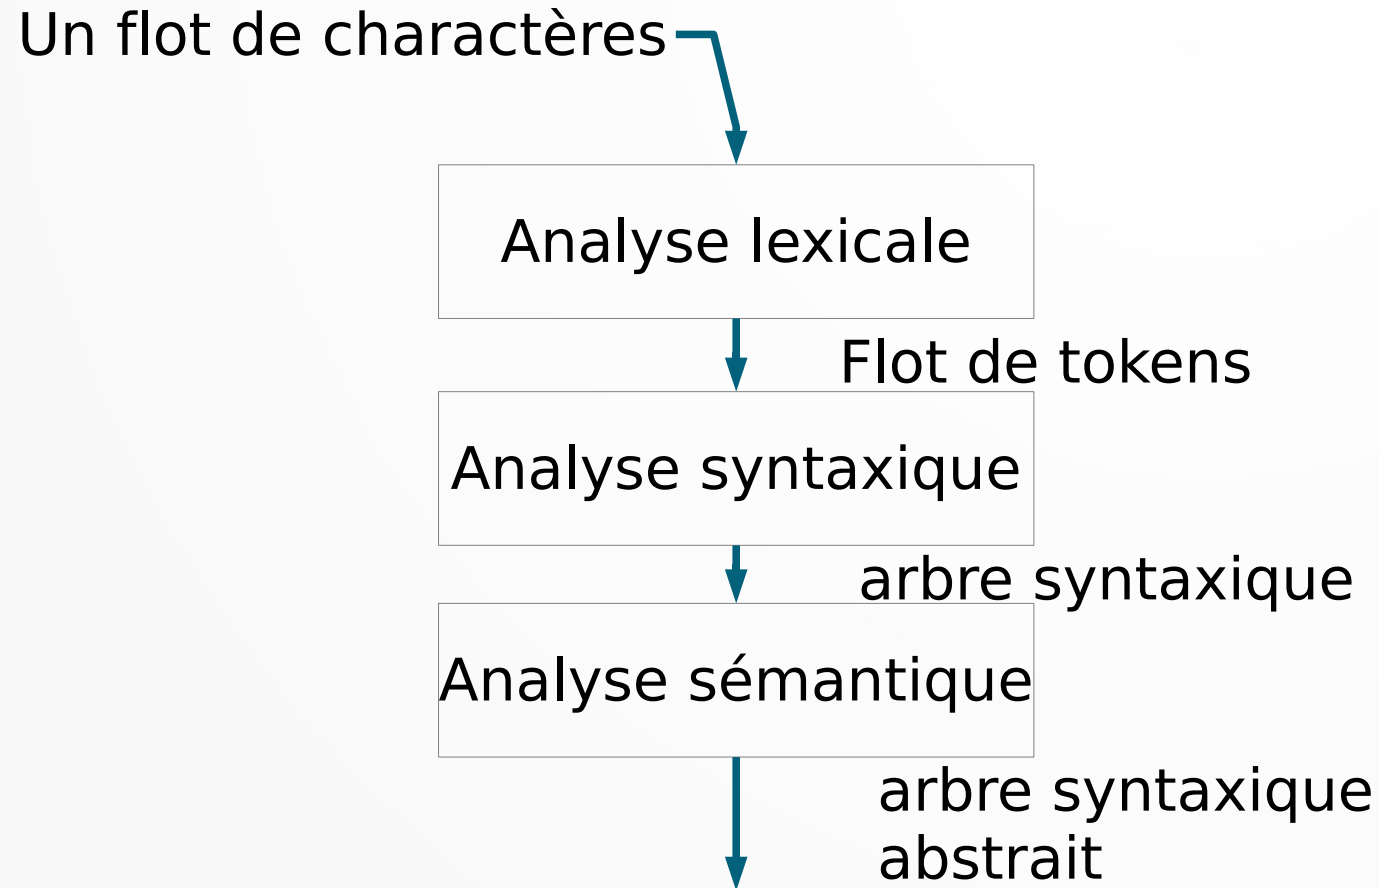 Un flot de charactères
Analyse lexicale
Flot de tokens
Analyse syntaxique
arbre syntaxique
Analyse sémantique
arbre syntaxique
abstrait